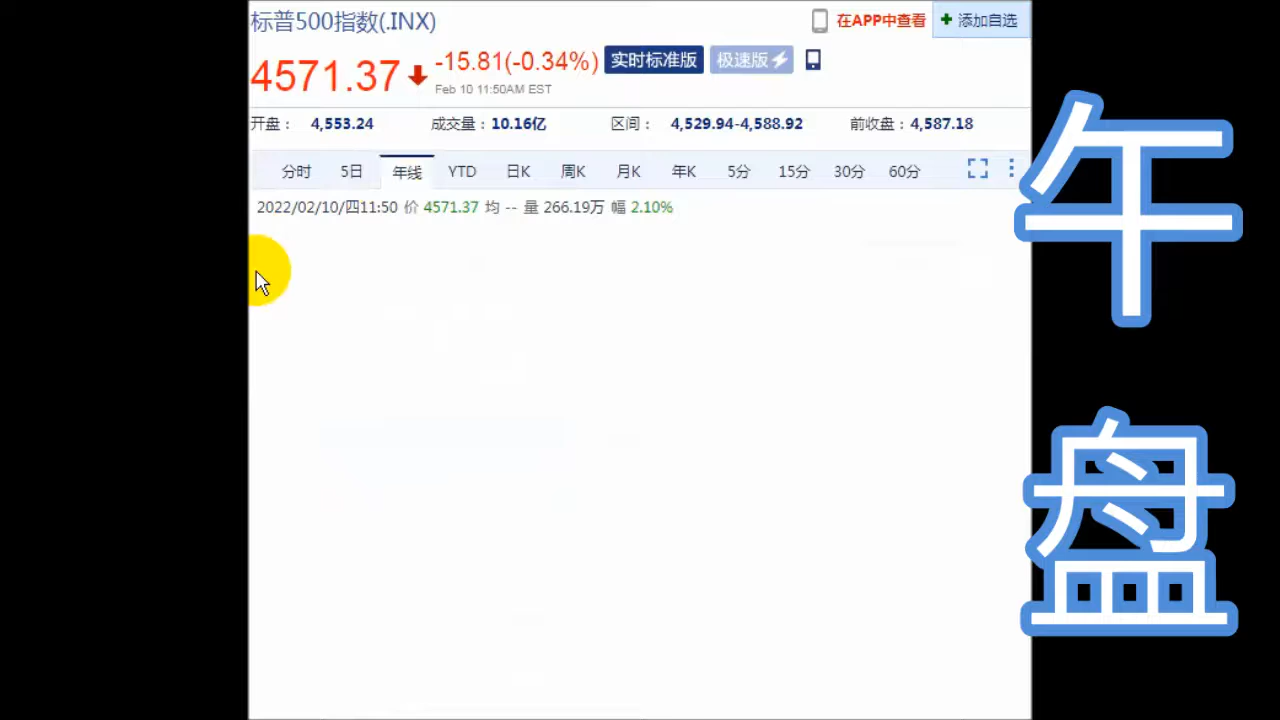 标普500指数(.INX)
在APP中查看 添加自选
4571.37 -15.81(-0.34%) 实时标准版 极速版
Feb 10 11:50AM EST
开盘: 4,553.24 成交量:10.16亿 区间: 4,529.94-4,588.92 前收盘:4,587.18
分时 5日 年线 YTD 日K 周K 月K 年K 5分 15分 30分 60分
2022/02/10/四11:50 价 4571.37 均 -- 量 266.19万 幅 2.10%
午盘